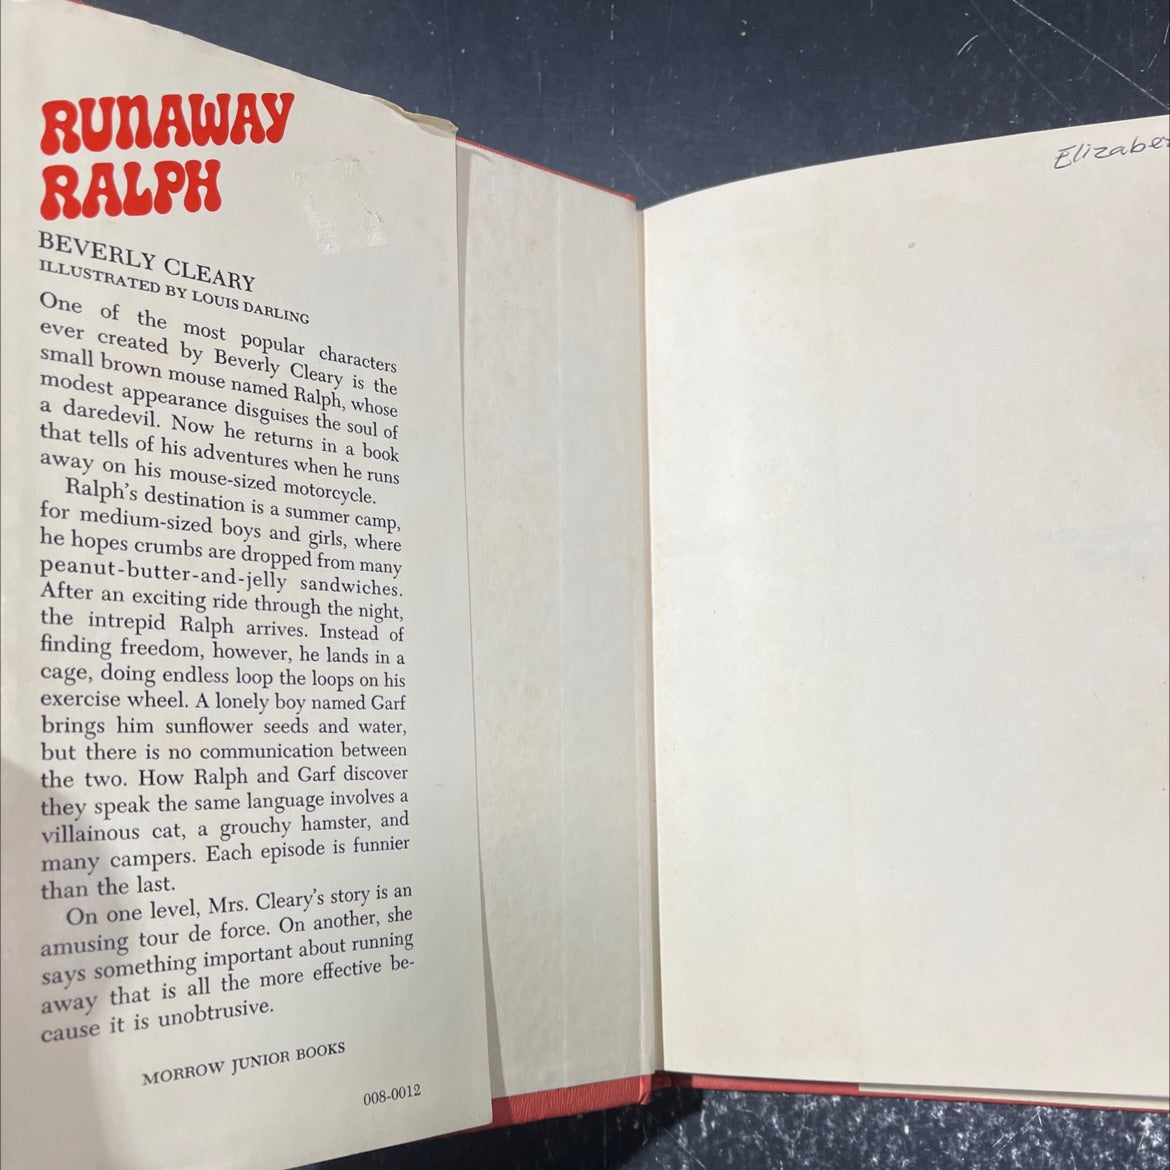 RUNAWAY
RALPH
BEVERLY CLEARY
ILLUSTRATED BY LOUIS DARLING
One of the most popular characters
ever created by Beverly Cleary is the
small brown mouse named Ralph, whose
modest appearance disguises the soul of
a daredevil. Now he returns in a book
that tells of his adventures when he runs
away on his mouse-sized motorcycle.
Ralph's destination is a summer camp,
for medium-sized boys and girls, where
he hopes crumbs are dropped from many
peanut-butter-and-jelly sandwiches.
After an exciting ride through the night,
the intrepid Ralph arrives. Instead of
finding freedom, however, he lands in a
cage, doing endless loop the loops on his
exercise wheel. A lonely boy named Garf
brings him sunflower seeds and water,
but there is no communication between
the two. How Ralph and Garf discover
they speak the same language involves a
villainous cat, a grouchy hamster, and
many campers. Each episode is funnier
than the last.
On one level, Mrs. Cleary's story is an
amusing tour de force. On another, she
says something important about running
away that is all the more effective be-
cause it is unobtrusive.
MORROW JUNIOR BOOKS
008-0012
Elizabe